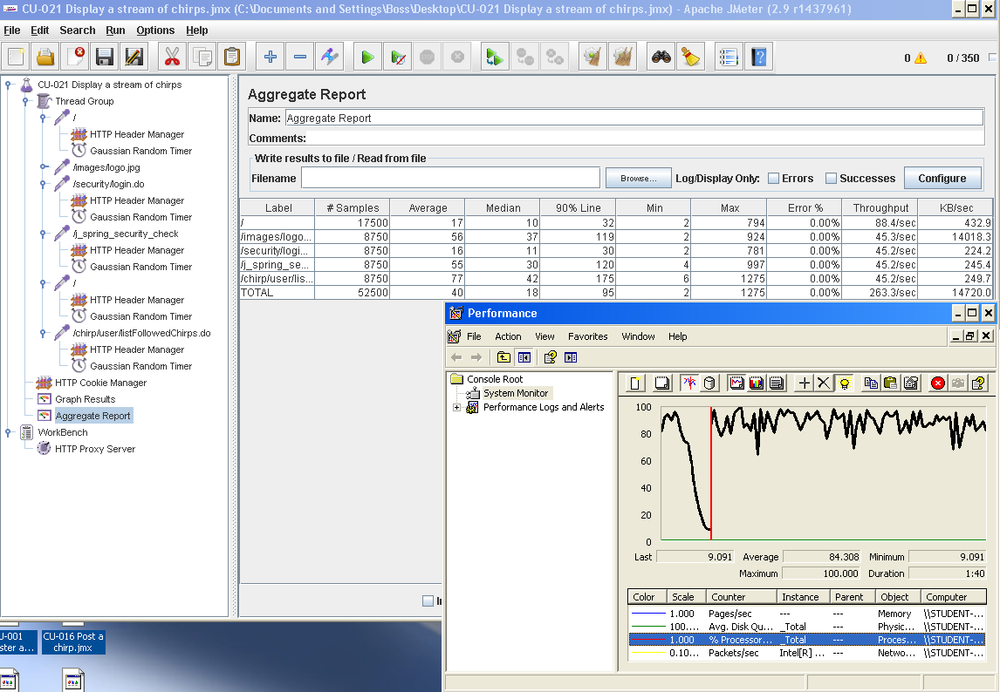 CU-021 Display a stream of chirps.jmx (C:\Documents and Settings\Boss\Desktop\CU-021 Display a stream of chirps.jmx) - Apache JMeter (2.9 r1437961)
File Edit Search Run Options Help
0 0 / 350
CU-021 Display a stream of chirps
Thread Group
/
HTTP Header Manager
Gaussian Random Timer
/images/logo.jpg
/security/login.do
HTTP Header Manager
Gaussian Random Timer
/j_spring_security_check
HTTP Header Manager
Gaussian Random Timer
/
HTTP Header Manager
Gaussian Random Timer
/chirp/user/listFollowedChirps.do
HTTP Header Manager
Gaussian Random Timer
HTTP Cookie Manager
Graph Results
Aggregate Report
WorkBench
HTTP Proxy Server
Aggregate Report
Name: Aggregate Report
Comments:
Write results to file / Read from file
Filename Browse... Log/Display Only: Errors Successes Configure
Label # Samples Average Median 90% Line Min Max Error % Throughput KB/sec
/ 17500 17 10 32 2 794 0.00% 88.4/sec 432.9
/images/logo... 8750 56 37 119 2 924 0.00% 45.3/sec 14018.3
/security/logi... 8750 16 11 30 2 781 0.00% 45.2/sec 224.2
/j_spring_se... 8750 55 30 120 4 997 0.00% 45.2/sec 245.4
/chirp/user/lis... 8750 77 42 175 6 1275 0.00% 45.2/sec 249.7
TOTAL 52500 40 18 95 2 1275 0.00% 263.3/sec 14720.0
Performance
File Action View Favorites Window Help
Console Root
System Monitor
Performance Logs and Alerts
100
80
60
40
20
0
Last 9.091 Average 84.308 Minimum 9.091
Maximum 100.000 Duration 1:40
Color Scale Counter Instance Parent Object Computer
1.000 Pages/sec --- --- Memory \\STUDENT-...
100.... Avg. Disk Qu... _Total --- Physic... \\STUDENT-...
1.000 % Processor... _Total --- Proces... \\STUDENT-...
0.10... Packets/sec Intel[R] ... --- Netwo... \\STUDENT-...
U-001
ster a...
CU-016 Post a
chirp.jmx